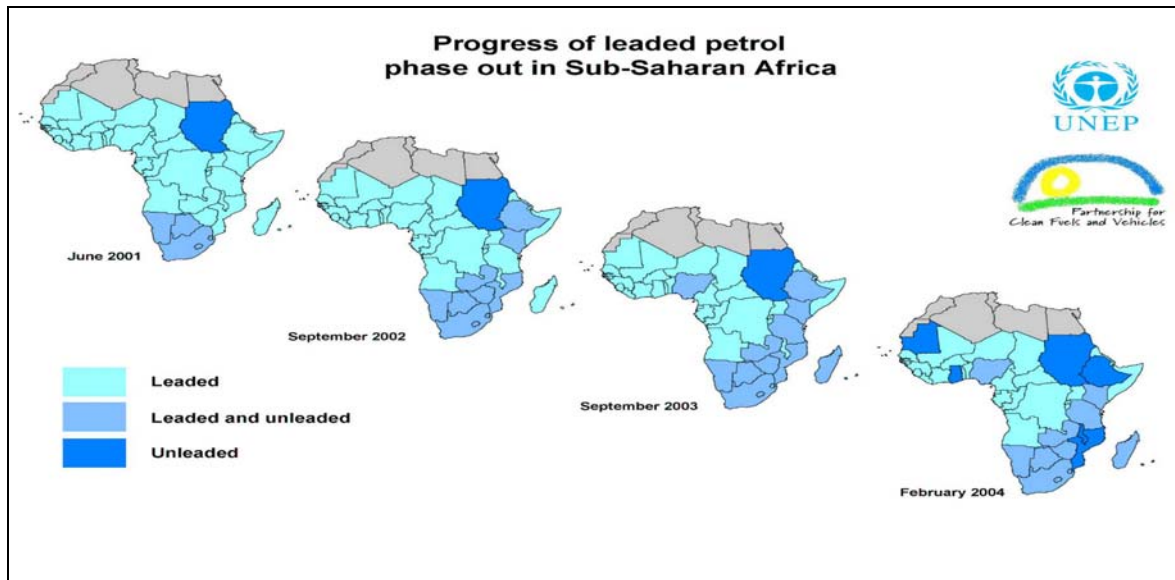 Progress of leaded petrol
phase out in Sub-Saharan Africa
UNEP
Partnership for
Clean Fuels and Vehicles
June 2001
September 2002
September 2003
February 2004
Leaded
Leaded and unleaded
Unleaded